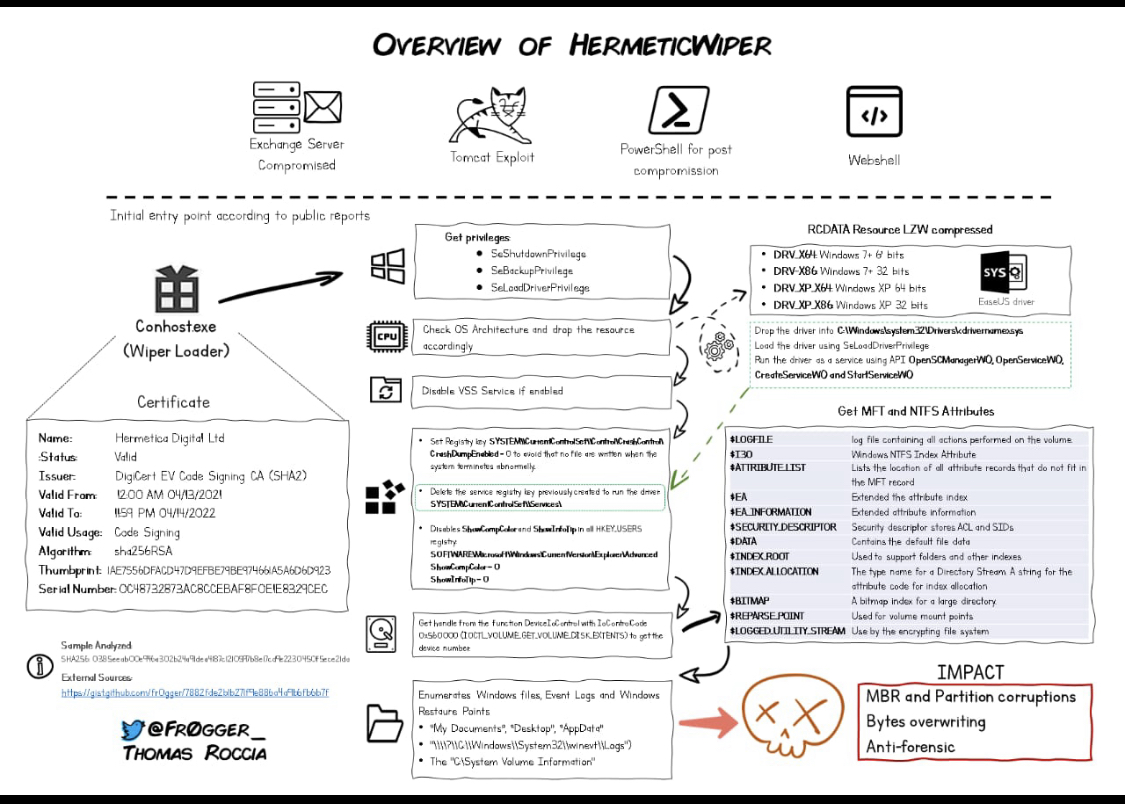 OVERVIEW OF HERMETICWIPER
Exchange Server
Compromised
Tomcat Exploit
PowerShell for post
compromission
Webshell
Initial entry point according to public reports
Conhost.exe
(Wiper Loader)
Certificate
Name: Hermetica Digital Ltd
:Status: Valid
Issuer: DigiCert EV Code Signing CA (SHA2)
Valid From: 12:00 AM 04/13/2021
Valid To: 11:59 PM 04/14/2022
Valid Usage: Code Signing
Algorithm: sha256RSA
Thumbprint: 1AE7556DFACD47D9EFBE79BE974661A5A6D6D923
Serial Number: 0C48732873AC8CCEBAF8F0E1E8329CEC
Sample Analyzed:
SHA256:
External Sources:
@FR0GGER_
THOMAS ROCCIA
Get privileges:
• SeShutdownPrivilege
• SeBackupPrivilege
• SeLoadDriverPrivilege
CPU
Check OS Architecture and drop the resource
accordingly
Disable VSS Service if enabled
• Set Registry key SYSTEM\CurrentControlSet\Control\CrashControl\
CrashDumpEnabled = 0 to avoid that no file are written when the
system terminates abnormally.
• Delete the service registry key previously created to run the driver
SYSTEM\CurrentControlSet\Services\
• Disables ShowCompColor and ShowInfoTip in all HKEY_USERS
registry:
SOFTWARE\Microsoft\Windows\CurrentVersion\Explorer\Advanced
ShowCompColor = 0
ShowInfoTip = 0
Get handle from the function DeviceIoControl with IoControlCode
0x560000 (IOCTL_VOLUME_GET_VOLUME_DISK_EXTENTS) to get the
device number
Enumerates Windows files, Event Logs and Windows
Restaure Points
• "My Documents", "Desktop", "AppData"
• "\\\\?\\C:\\Windows\\System32\\winevt\\Logs")
• The "C:\System Volume Information"
RCDATA Resource LZW compressed
• DRV_X64: Windows 7+ 64 bits
• DRV-X86 Windows 7+ 32 bits
• DRV_XP_X64: Windows XP 64 bits
• DRV_XP_X86 Windows XP 32 bits
SYS
EaseUS driver
Drop the driver into C:\Windows\system32\Drivers\<drivername>.sys
Load the driver using SeLoadDriverPrivilege
Run the driver as a service using API OpenSCManagerW(), OpenServiceW(),
CreateServiceW() and StartServiceW()
Get MFT and NTFS Attributes
$LOGFILE log file containing all actions performed on the volume.
$I30 Windows NTFS Index Attribute
$ATTRIBUTE_LIST Lists the location of all attribute records that do not fit in
the MFT record
$EA Extended the attribute index
$EA_INFORMATION Extended attribute information
$SECURITY_DESCRIPTOR Security descriptor stores ACL and SIDs
$DATA Contains the default file data
$INDEX_ROOT Used to support folders and other indexes
$INDEX_ALLOCATION The type name for a Directory Stream. A string for the
attribute code for index allocation
$BITMAP A bitmap index for a large directory.
$REPARSE_POINT Used for volume mount points
$LOGGED_UTILITY_STREAM Use by the encrypting file system
IMPACT
MBR and Partition corruptions
Bytes overwriting
Anti-forensic